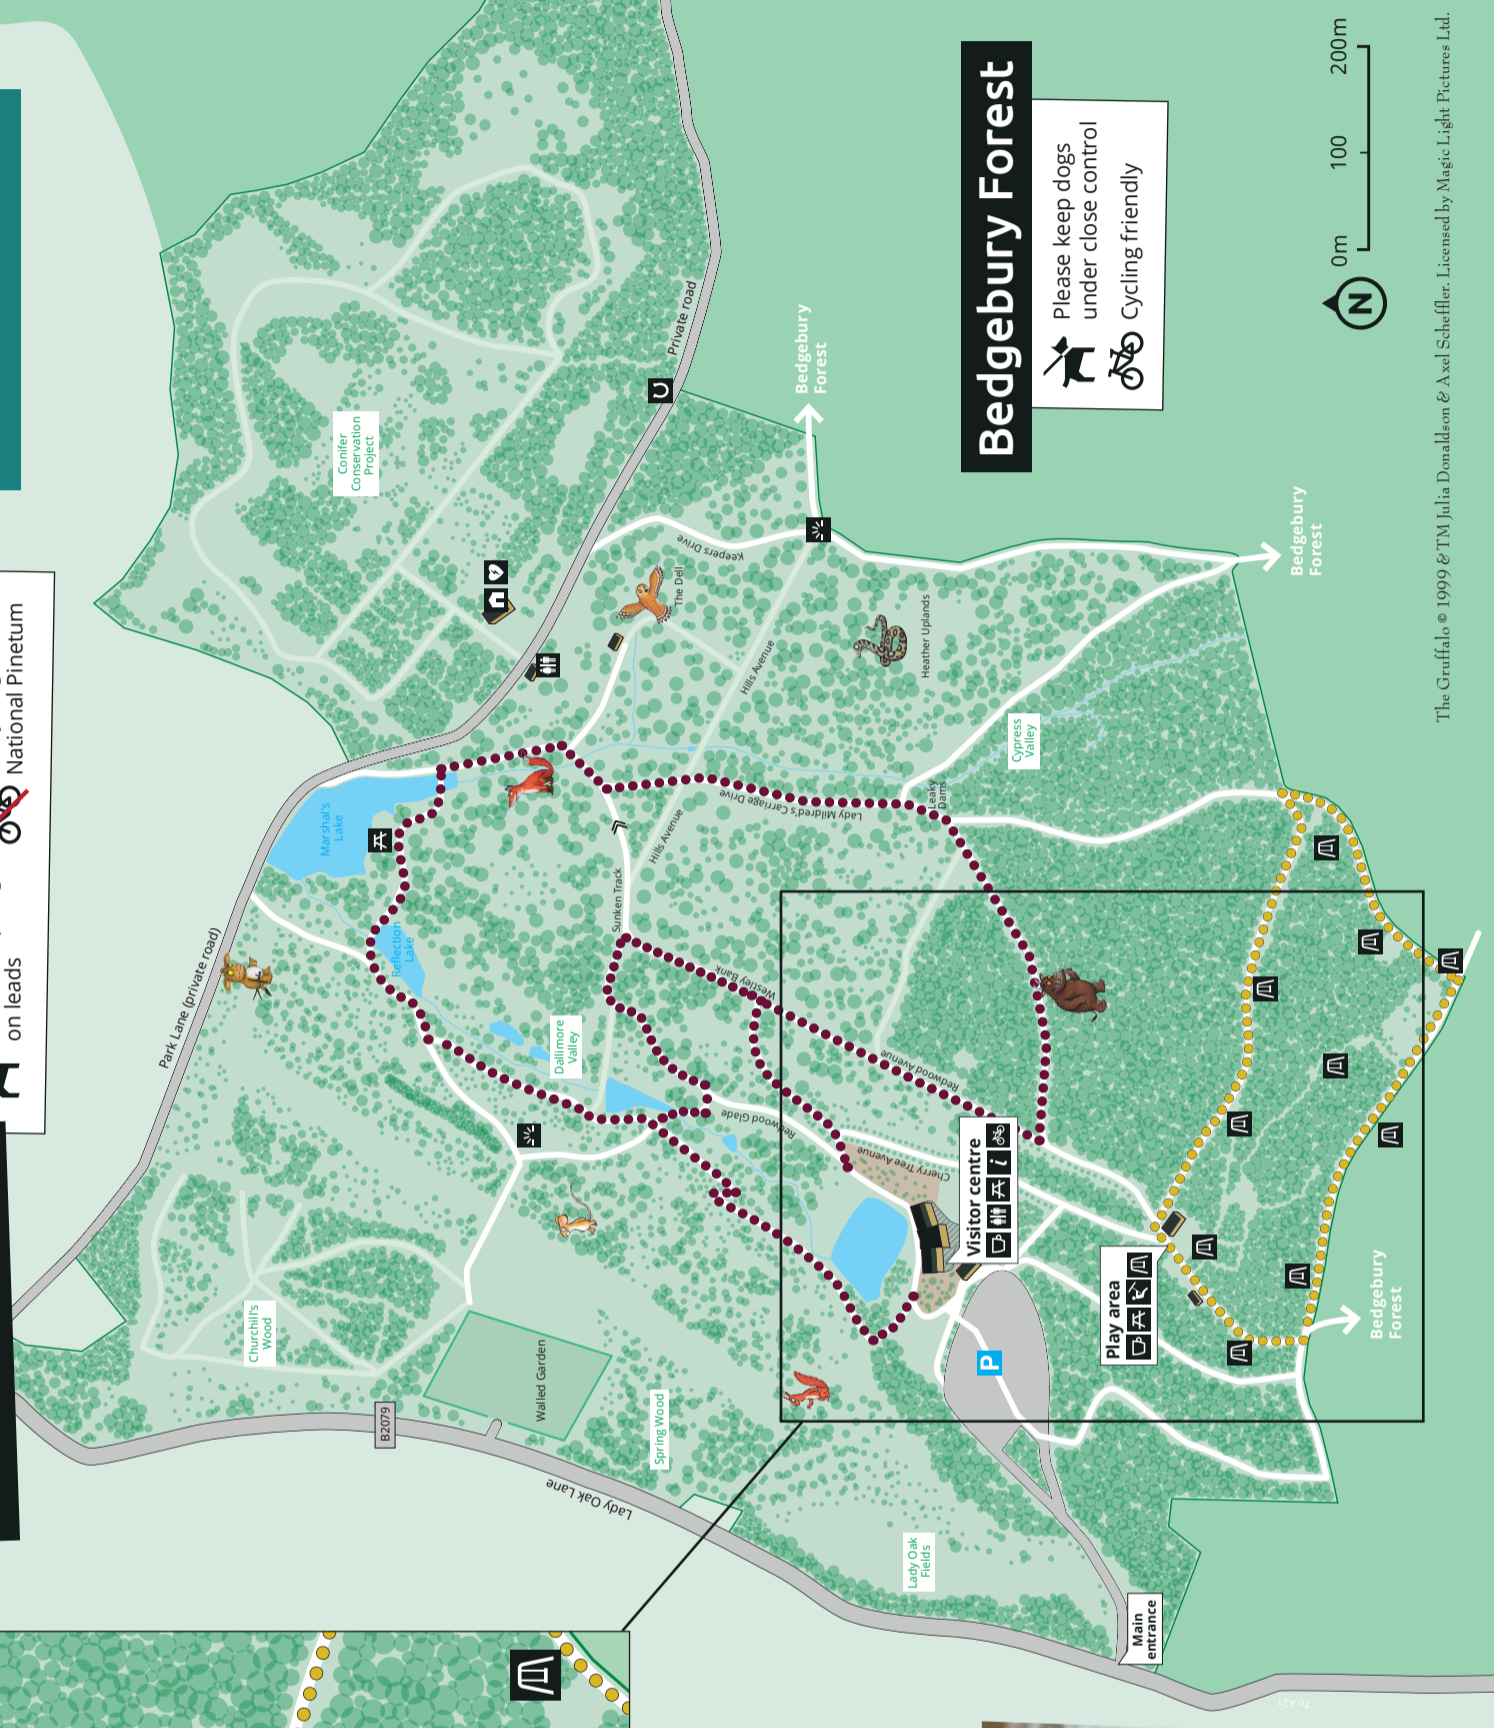 on leads
National Pinetum
Bedgebury Forest
Please keep dogs
under close control
Cycling friendly
0m
100
200m
N
The Gruffalo © 1999 & TM Julia Donaldson & Axel Scheffler. Licensed by Magic Light Pictures Ltd.
Park Lane (private road)
Private road
Conifer
Conservation
Project
Marshal's
Lake
Reflection
Lake
Dallimore
Valley
Churchill's
Wood
Walled Garden
B2079
Spring Wood
Lady Oak Lane
Lady Oak
Fields
Main
entrance
To A21
P
Visitor centre
i
Play area
Cherry Tree Avenue
Redwood Glade
Redwood Avenue
Westley Bank
Sunken Track
Hills Avenue
Hills Avenue
Lady Mildred's Carriage Drive
Leaky
Dams
Cypress
Valley
Heather Uplands
The Dell
Keepers Drive
Bedgebury
Forest
Bedgebury
Forest
Bedgebury
Forest